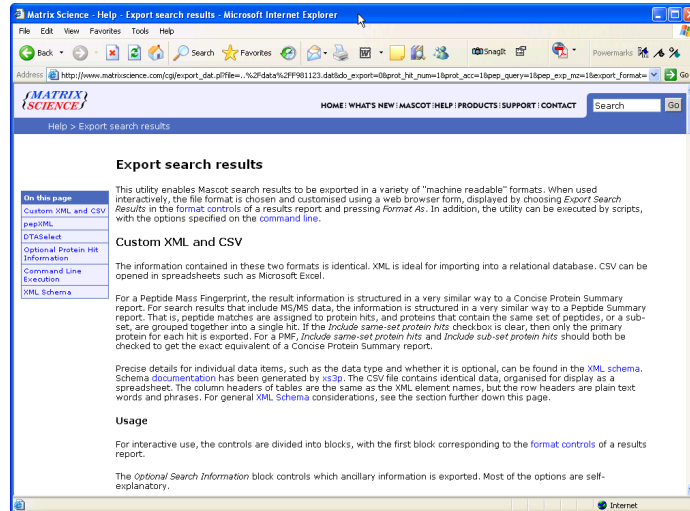 Matrix Science - Help - Export search results - Microsoft Internet Explorer
File Edit View Favorites Tools Help
Back Search Favorites SnagIt Powermarks
Address http://www.matrixscience.com/cgi/export_dat.pl?file=..%2Fdata%2FF981123.dat&do_export=0&prot_hit_num=1&prot_acc=1&pep_query=1&pep_exp_mz=1&export_format= Go
{MATRIX}
{SCIENCE}
HOME : WHAT'S NEW : MASCOT : HELP : PRODUCTS : SUPPORT : CONTACT Search Go
Help > Export search results
Export search results
On this page
Custom XML and CSV
pepXML
DTASelect
Optional Protein Hit
Information
Command Line
Execution
XML Schema
This utility enables Mascot search results to be exported in a variety of "machine readable" formats. When used
interactively, the file format is chosen and customised using a web browser form, displayed by choosing Export Search
Results in the format controls of a results report and pressing Format As. In addition, the utility can be executed by scripts,
with the options specified on the command line.
Custom XML and CSV
The information contained in these two formats is identical. XML is ideal for importing into a relational database. CSV can be
opened in spreadsheets such as Microsoft Excel.
For a Peptide Mass Fingerprint, the result information is structured in a very similar way to a Concise Protein Summary
report. For search results that include MS/MS data, the information is structured in a very similar way to a Peptide Summary
report. That is, peptide matches are assigned to protein hits, and proteins that contain the same set of peptides, or a sub-
set, are grouped together into a single hit. If the Include same-set protein hits checkbox is clear, then only the primary
protein for each hit is exported. For a PMF, Include same-set protein hits and Include sub-set protein hits should both be
checked to get the exact equivalent of a Concise Protein Summary report.
Precise details for individual data items, such as the data type and whether it is optional, can be found in the XML schema.
Schema documentation has been generated by xs3p. The CSV file contains identical data, organised for display as a
spreadsheet. The column headers of tables are the same as the XML element names, but the row headers are plain text
words and phrases. For general XML Schema considerations, see the section further down this page.
Usage
For interactive use, the controls are divided into blocks, with the first block corresponding to the format controls of a results
report.
The Optional Search Information block controls which ancillary information is exported. Most of the options are self-
explanatory.
Internet